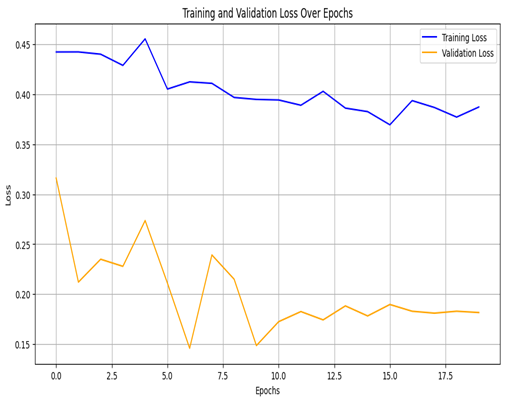 Training and Validation Loss Over Epochs
Training Loss
Validation Loss
0.45
0.40
0.35
0.30
0.25
0.20
0.15
Loss
0.0 2.5 5.0 7.5 10.0 12.5 15.0 17.5
Epochs